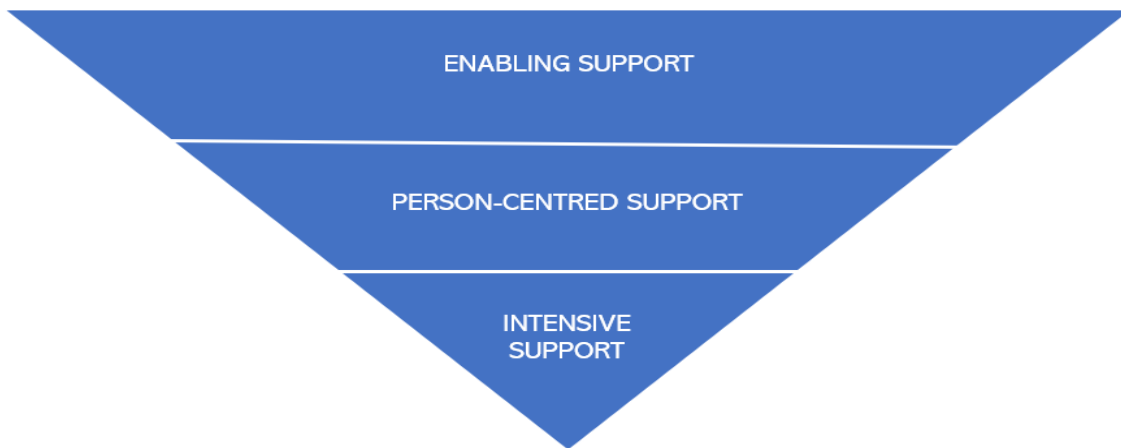 ENABLING SUPPORT
PERSON-CENTRED SUPPORT
INTENSIVE
SUPPORT